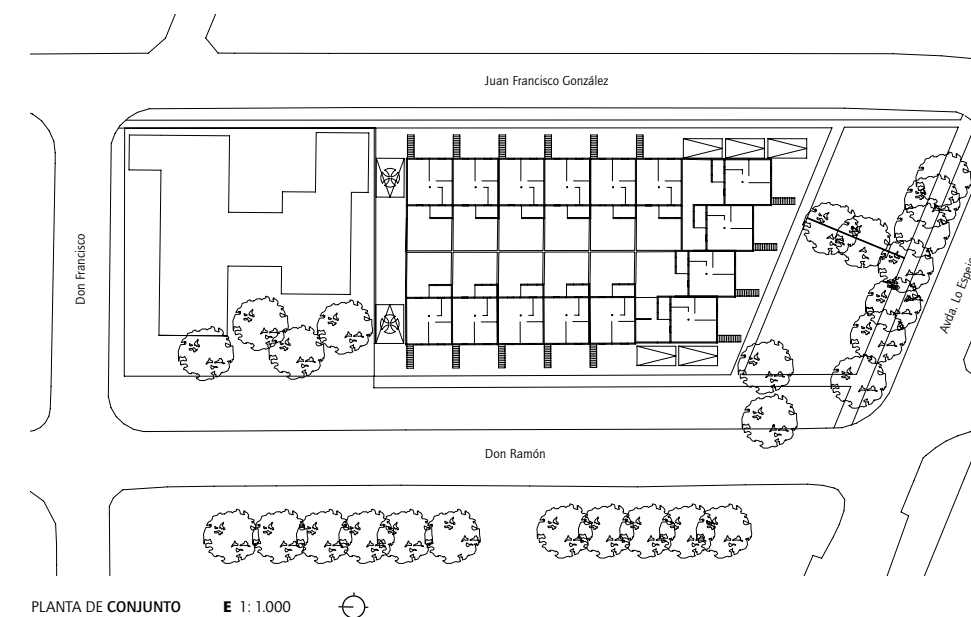 Juan Francisco González
Don Francisco
Avda. Lo Espejo
Don Ramón
PLANTA DE CONJUNTO E 1: 1.000